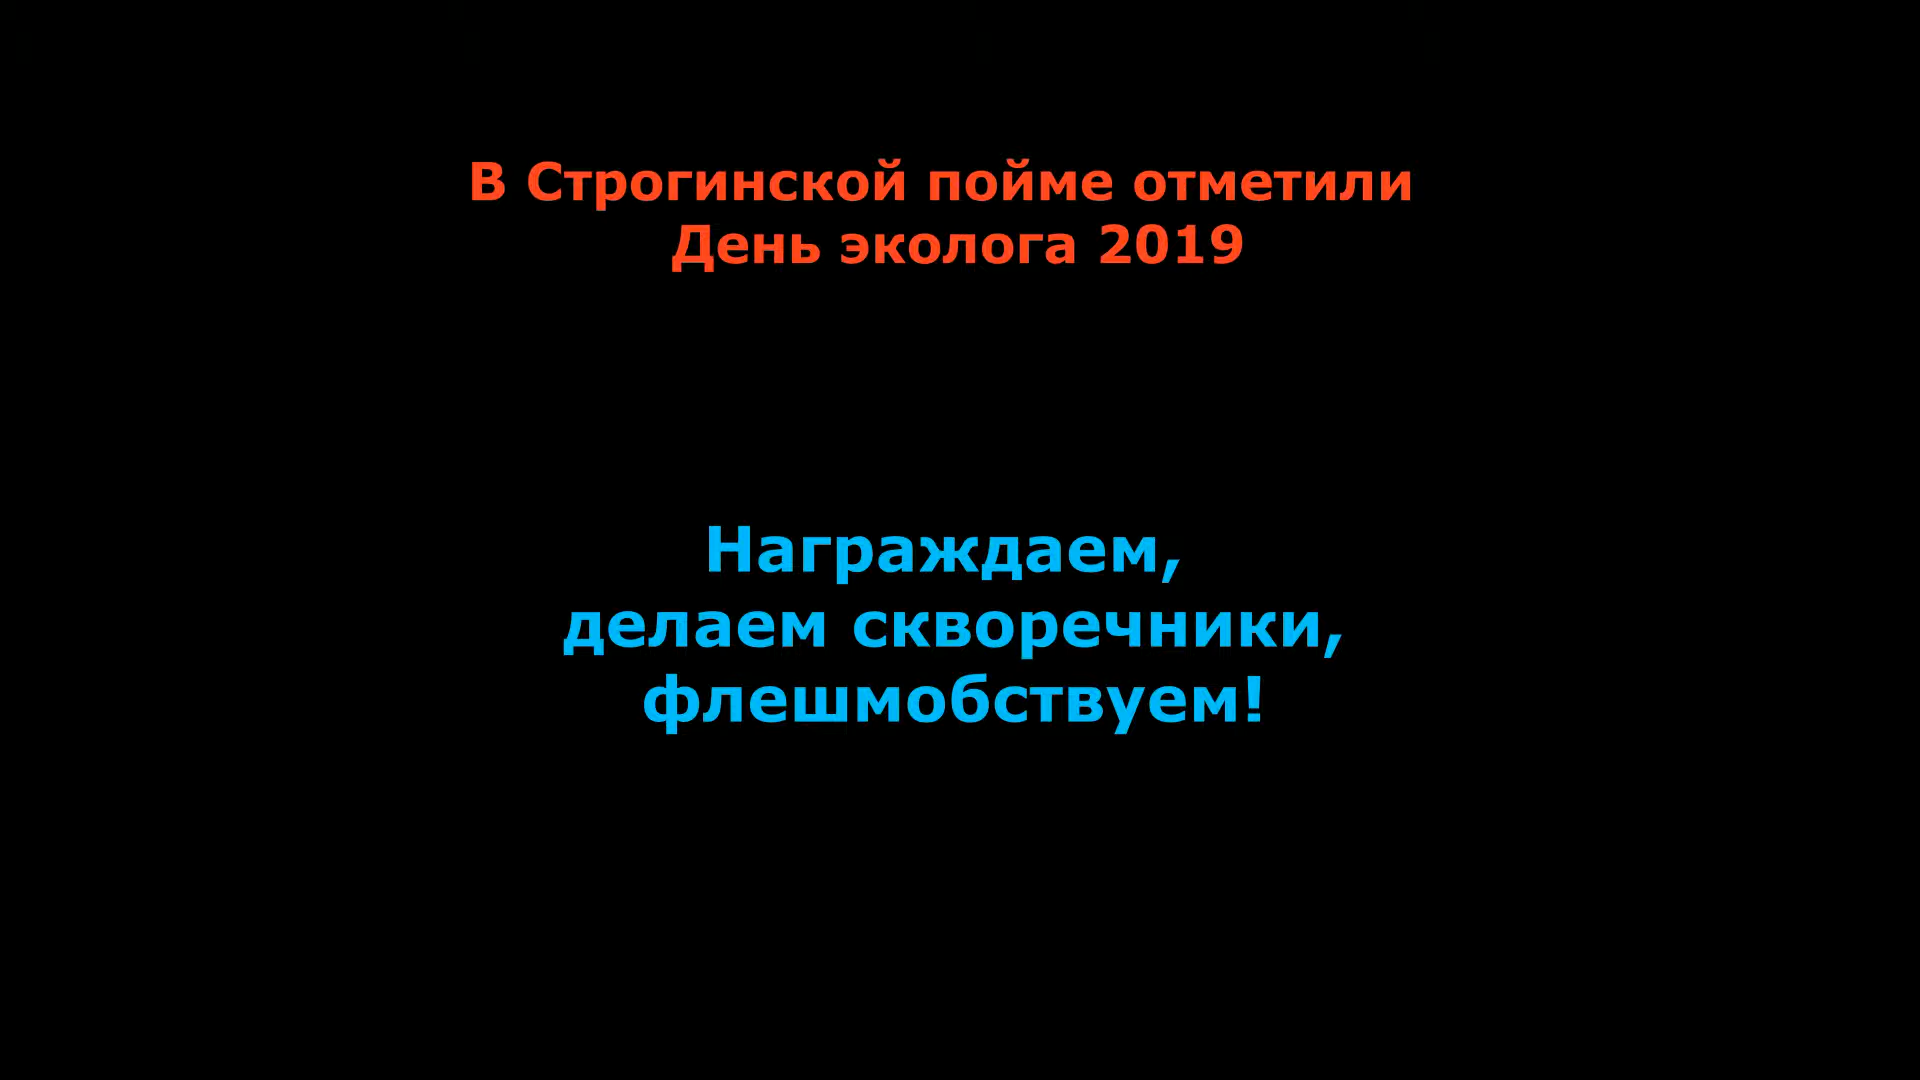 В Строгинской пойме отметили
День эколога 2019
Награждаем,
делаем скворечники,
флешмобствуем!